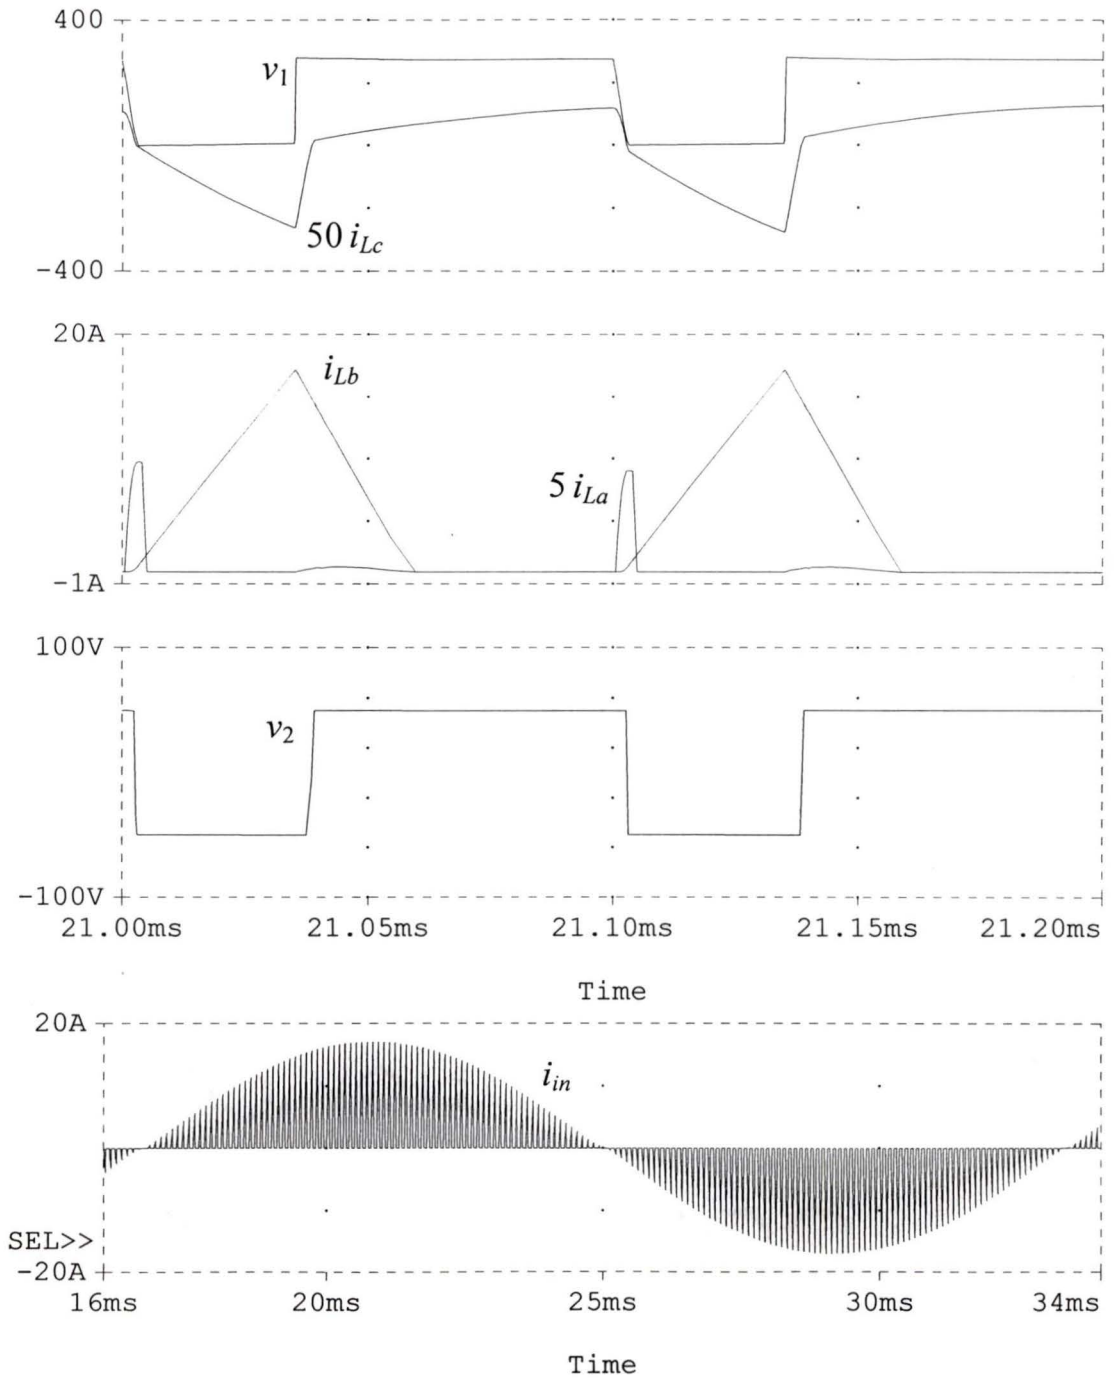 400
v1
50 iLc
-400
20A
iLb
5 iLa
-1A
100V
v2
-100V
21.00ms 21.05ms 21.10ms 21.15ms 21.20ms
Time
20A
iin
SEL>>
-20A
16ms 20ms 25ms 30ms 34ms
Time